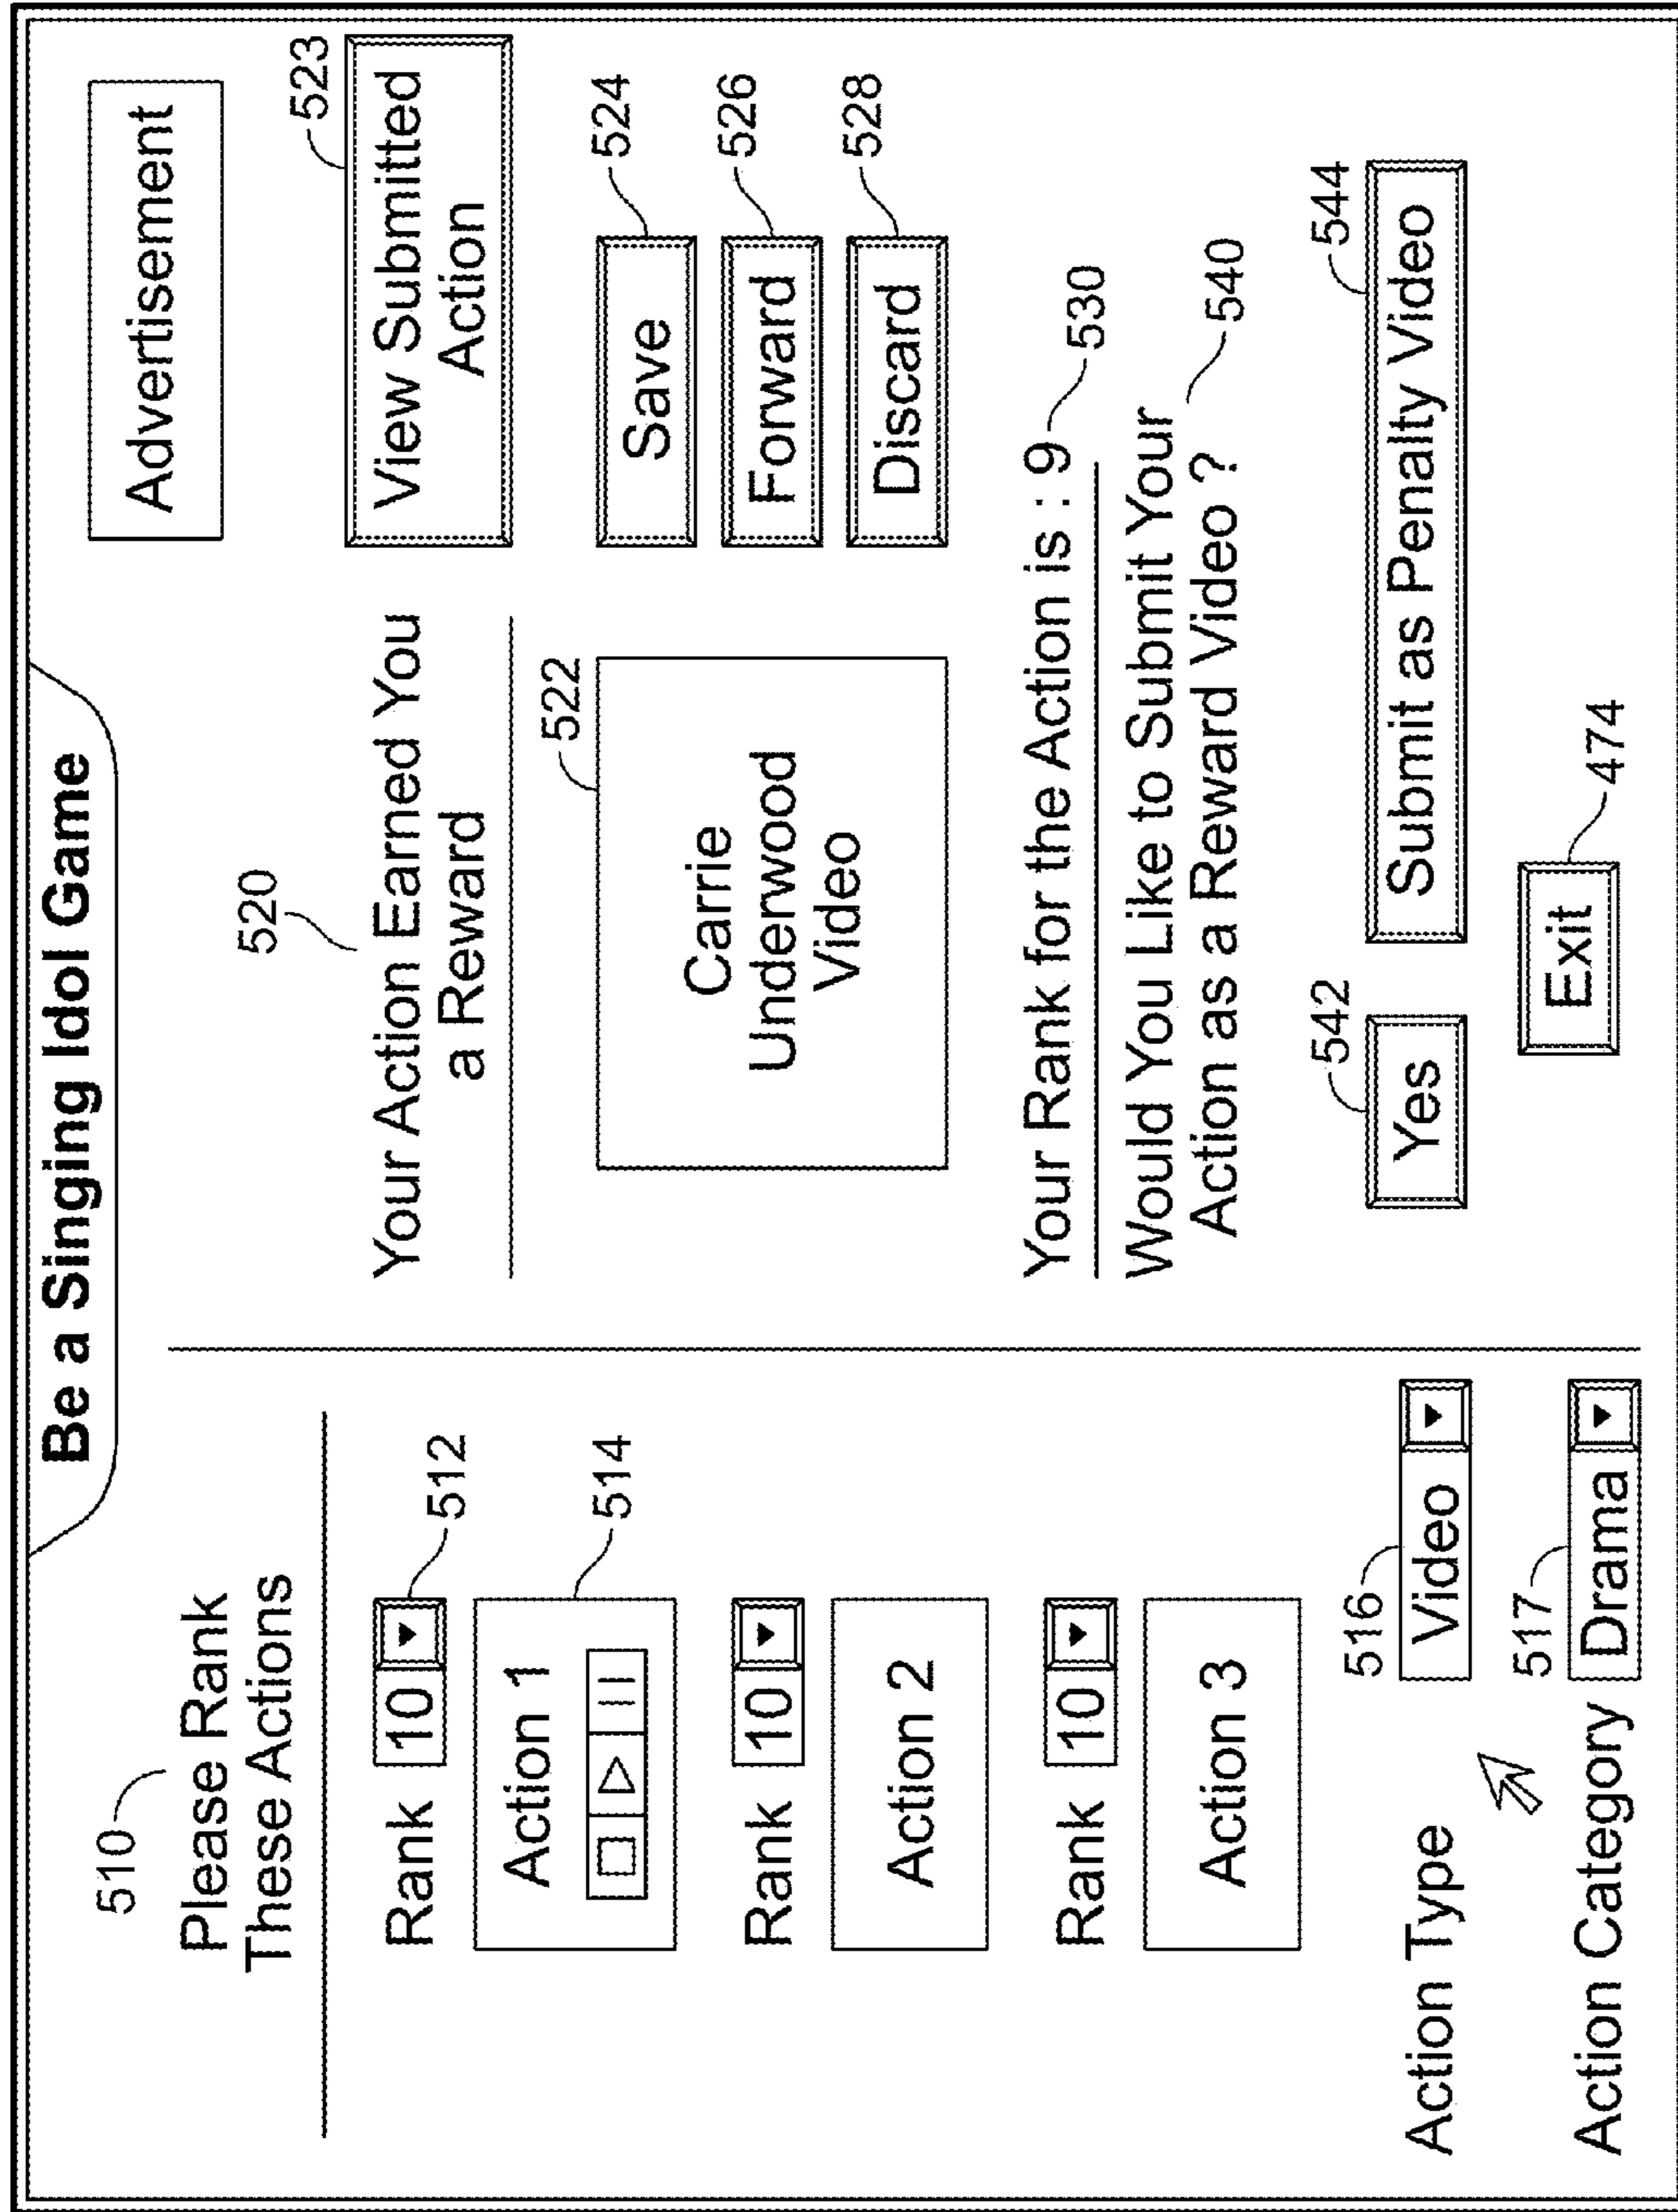 Be a Singing Idol Game
510
Please Rank
These Actions
Rank 10
512
Action 1
514
Rank 10
Action 2
Rank 10
Action 3
Action Type
516
Video
Action Category
517
Drama
Advertisement
520
Your Action Earned You
a Reward
523
View Submitted
Action
522
Carrie
Underwood
Video
Save
524
Forward
526
Discard
528
Your Rank for the Action is : 9
530
Would You Like to Submit Your
Action as a Reward Video ?
540
542
Yes
544
Submit as Penalty Video
Exit
474